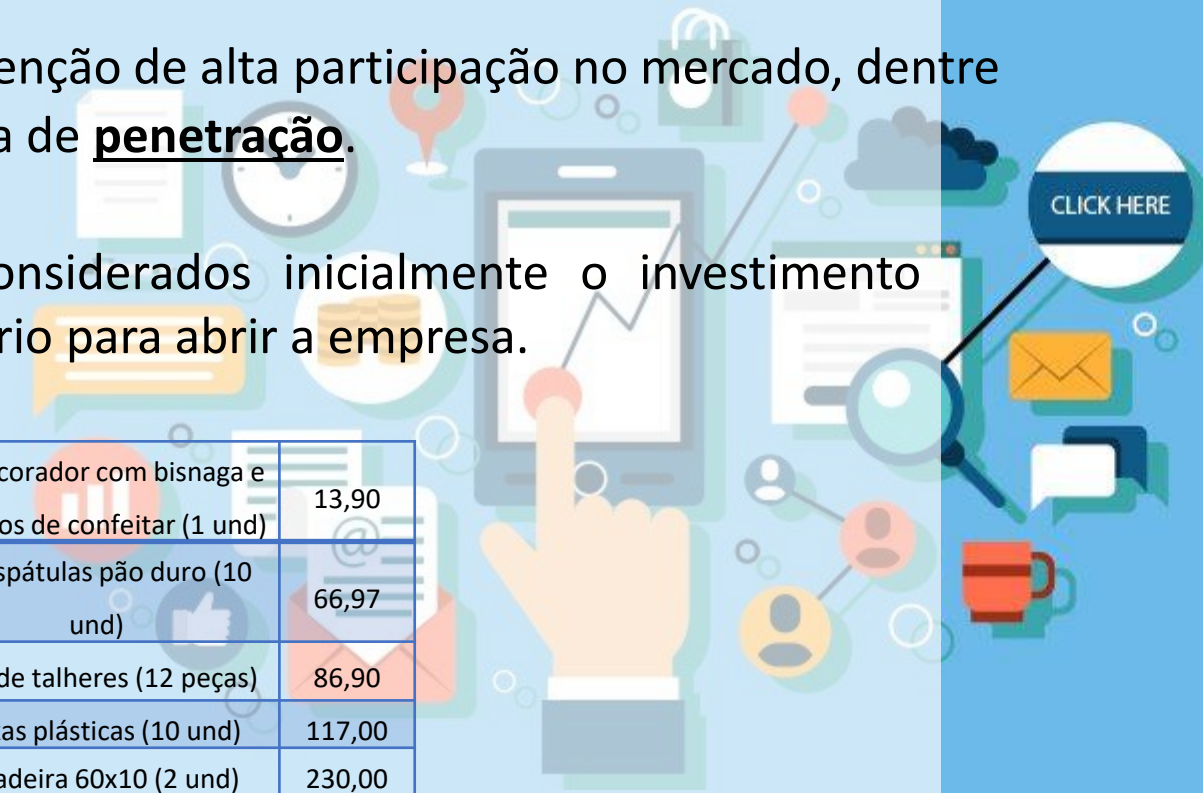 enção de alta participação no mercado, dentre
a de penetração.
CLICK HERE
onsiderados inicialmente o investimento
rio para abrir a empresa.
corador com bisnaga e
os de confeitar (1 und)
13,90
@
spátulas pão duro (10
und)
66,97
de talheres (12 peças)
86,90
as plásticas (10 und)
117,00
adeira 60x10 (2 und)
230,00